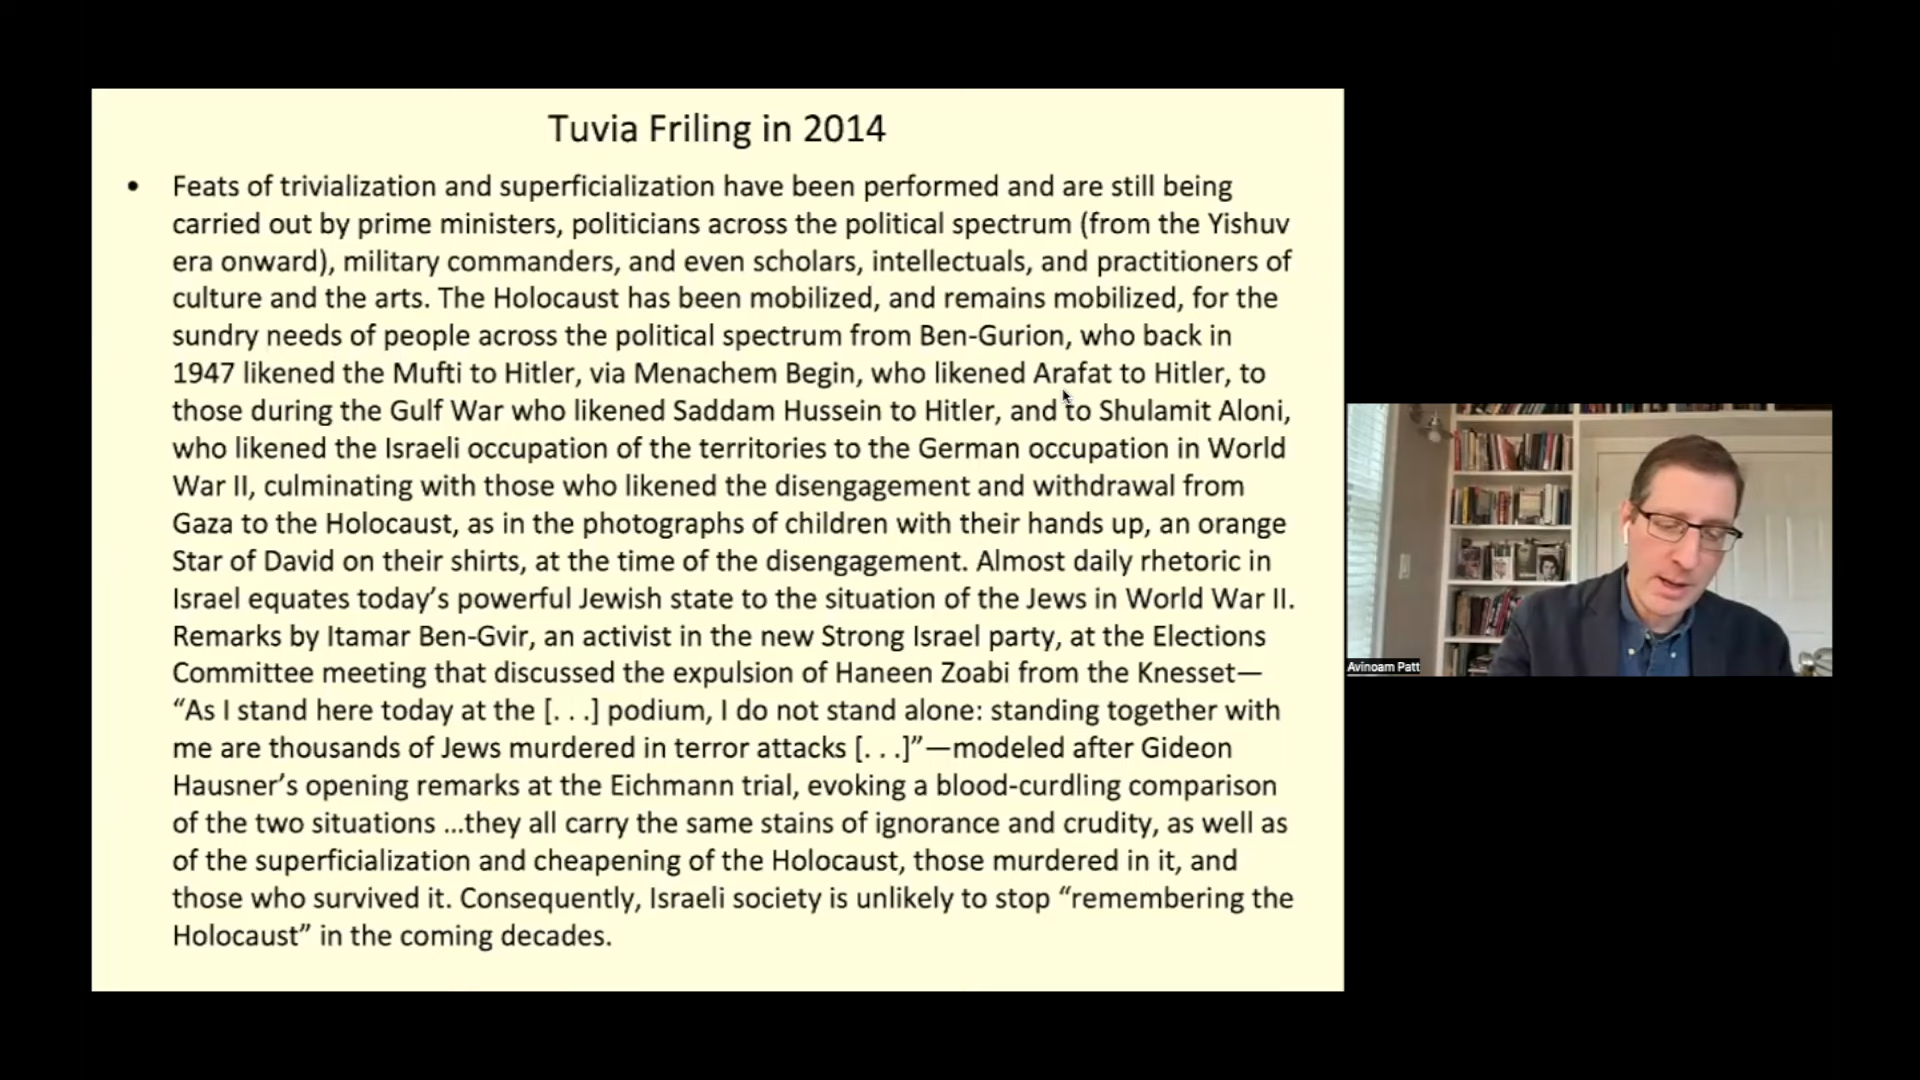 Tuvia Friling in 2014
• Feats of trivialization and superficialization have been performed and are still being
carried out by prime ministers, politicians across the political spectrum (from the Yishuv
era onward), military commanders, and even scholars, intellectuals, and practitioners of
culture and the arts. The Holocaust has been mobilized, and remains mobilized, for the
sundry needs of people across the political spectrum from Ben-Gurion, who back in
1947 likened the Mufti to Hitler, via Menachem Begin, who likened Arafat to Hitler, to
those during the Gulf War who likened Saddam Hussein to Hitler, and to Shulamit Aloni,
who likened the Israeli occupation of the territories to the German occupation in World
War II, culminating with those who likened the disengagement and withdrawal from
Gaza to the Holocaust, as in the photographs of children with their hands up, an orange
Star of David on their shirts, at the time of the disengagement. Almost daily rhetoric in
Israel equates today’s powerful Jewish state to the situation of the Jews in World War II.
Remarks by Itamar Ben-Gvir, an activist in the new Strong Israel party, at the Elections
Committee meeting that discussed the expulsion of Haneen Zoabi from the Knesset—
“As I stand here today at the [. . .] podium, I do not stand alone: standing together with
me are thousands of Jews murdered in terror attacks [. . .]”—modeled after Gideon
Hausner’s opening remarks at the Eichmann trial, evoking a blood-curdling comparison
of the two situations ...they all carry the same stains of ignorance and crudity, as well as
of the superficialization and cheapening of the Holocaust, those murdered in it, and
those who survived it. Consequently, Israeli society is unlikely to stop “remembering the
Holocaust” in the coming decades.
Avinoam Patt